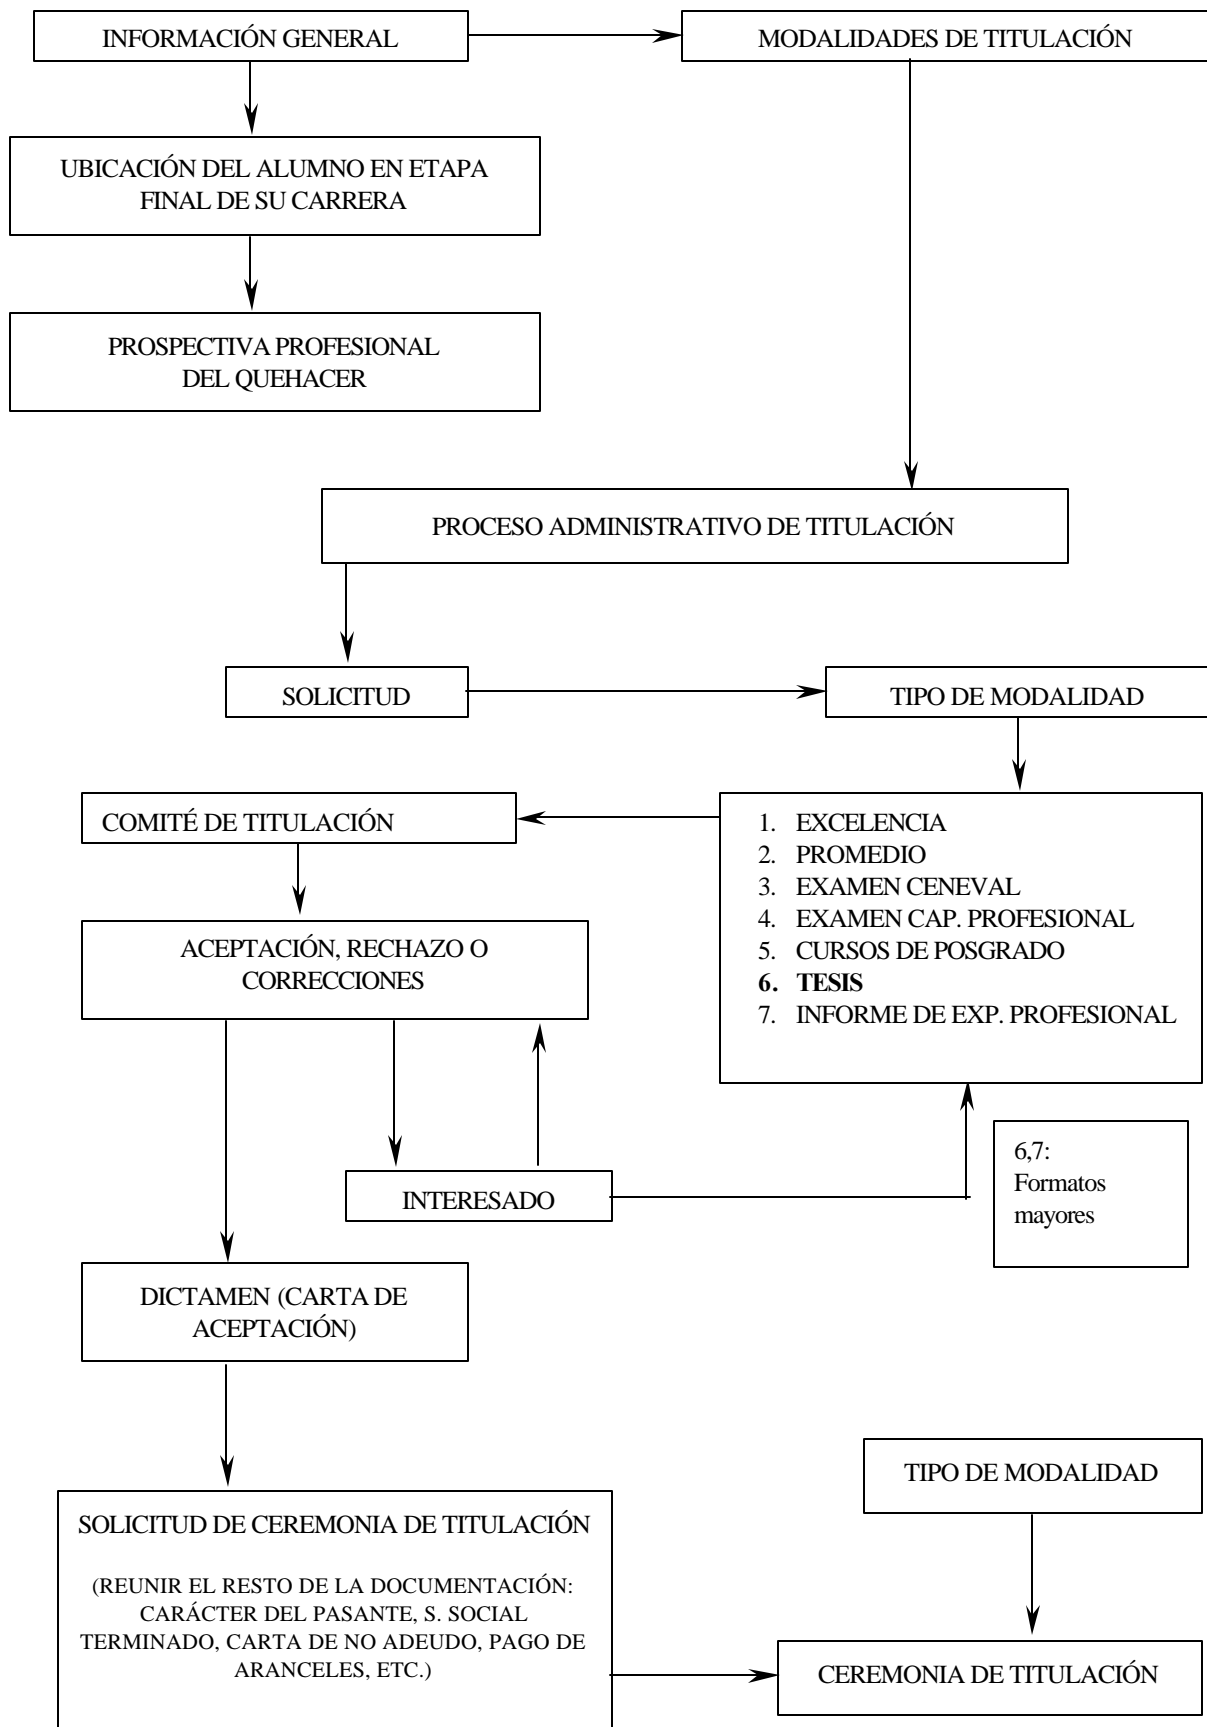 INFORMACIÓN GENERAL
MODALIDADES DE TITULACIÓN
UBICACIÓN DEL ALUMNO EN ETAPA
FINAL DE SU CARRERA
PROSPECTIVA PROFESIONAL
DEL QUEHACER
PROCESO ADMINISTRATIVO DE TITULACIÓN
SOLICITUD
TIPO DE MODALIDAD
COMITÉ DE TITULACIÓN
1. EXCELENCIA
2. PROMEDIO
3. EXAMEN CENEVAL
4. EXAMEN CAP. PROFESIONAL
5. CURSOS DE POSGRADO
6. TESIS
7. INFORME DE EXP. PROFESIONAL
ACEPTACIÓN, RECHAZO O
CORRECCIONES
6,7:
Formatos
mayores
INTERESADO
DICTAMEN (CARTA DE
ACEPTACIÓN)
TIPO DE MODALIDAD
SOLICITUD DE CEREMONIA DE TITULACIÓN
(REUNIR EL RESTO DE LA DOCUMENTACIÓN:
CARÁCTER DEL PASANTE, S. SOCIAL
TERMINADO, CARTA DE NO ADEUDO, PAGO DE
ARANCELES, ETC.)
CEREMONIA DE TITULACIÓN